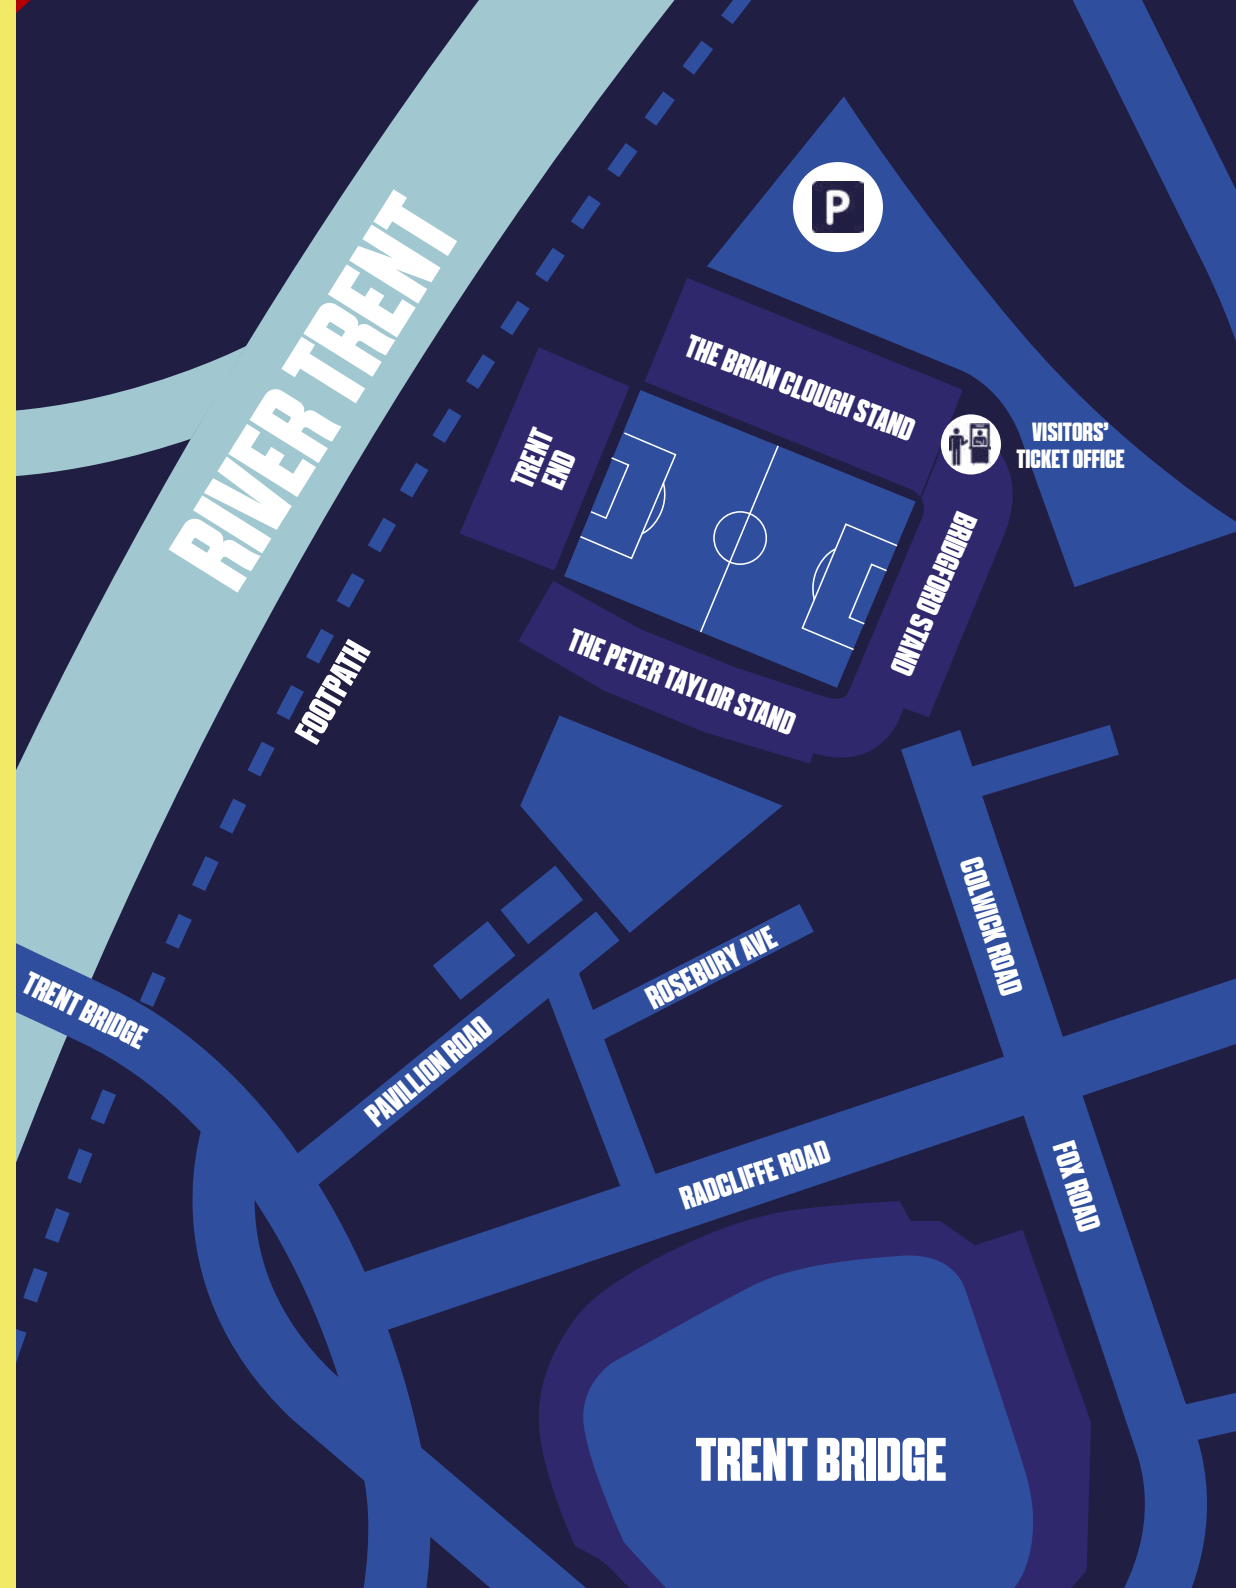 P
RIVER TRENT
THE BRIAN CLOUGH STAND
VISITORS'
TICKET OFFICE
TRENT
END
BRIDGFORD STAND
THE PETER TAYLOR STAND
FOOTPATH
COLWICK ROAD
ROSEBURY AVE
TRENT BRIDGE
PAVILLION ROAD
RADCLIFFE ROAD
FOX ROAD
TRENT BRIDGE